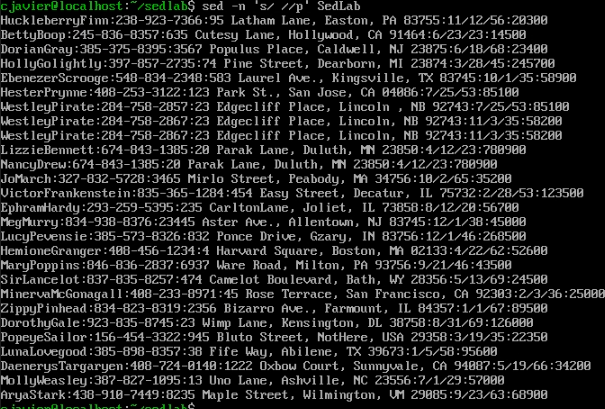 cjavier@localhost:~/sedlab$ sed -n 's/ //p' SedLab
HuckleberryFinn:238-923-7366:95 Latham Lane, Easton, PA 83755:11/12/56:20300
BettyBoop:245-836-8357:635 Cutesy Lane, Hollywood, CA 91464:6/23/23:14500
DorianGray:385-375-8395:3567 Populus Place, Caldwell, NJ 23875:6/18/68:23400
HollyGolightly:397-857-2735:74 Pine Street, Dearborn, MI 23874:3/28/45:245700
EbenezerScrooge:548-834-2348:583 Laurel Ave., Kingsville, TX 83745:10/1/35:58900
HesterPrynne:408-253-3122:123 Park St., San Jose, CA 04086:7/25/53:85100
WestleyPirate:284-758-2857:23 Edgecliff Place, Lincoln , NB 92743:7/25/53:85100
WestleyPirate:284-758-2867:23 Edgecliff Place, Lincoln, NB 92743:11/3/35:58200
WestleyPirate:284-758-2867:23 Edgecliff Place, Lincoln, NB 92743:11/3/35:58200
LizzieBennett:674-843-1385:20 Parak Lane, Duluth, MN 23850:4/12/23:780900
NancyDrew:674-843-1385:20 Parak Lane, Duluth, MN 23850:4/12/23:780900
JoMarch:327-832-5728:3465 Mirlo Street, Peabody, MA 34756:10/2/65:35200
VictorFrankenstein:835-365-1284:454 Easy Street, Decatur, IL 75732:2/28/53:123500
EphramHardy:293-259-5395:235 CarltonLane, Joliet, IL 73858:8/12/20:56700
MegMurry:834-938-8376:23445 Aster Ave., Allentown, NJ 83745:12/1/38:45000
LucyPevensie:385-573-8326:832 Ponce Drive, Gzary, IN 83756:12/1/46:268500
HemioneGranger:408-456-1234:4 Harvard Square, Boston, MA 02133:4/22/62:52600
MaryPoppins:846-836-2837:6937 Ware Road, Milton, PA 93756:9/21/46:43500
SirLancelot:837-835-8257:474 Camelot Boulevard, Bath, WY 28356:5/13/69:24500
MinervaMcGonagall:408-233-8971:45 Rose Terrace, San Francisco, CA 92303:2/3/36:25000
ZippyPinhead:834-823-8319:2356 Bizarro Ave., Farmount, IL 84357:1/1/67:89500
DorothyGale:923-835-8745:23 Wimp Lane, Kensington, DL 38758:8/31/69:126000
PopeyeSailor:156-454-3322:945 Bluto Street, NotHere, USA 29358:3/19/35:22350
LunaLovegood:385-898-8357:38 Fife Way, Abilene, TX 39673:1/5/58:95600
DaenerysTargaryen:408-724-0140:1222 Oxbow Court, Sunnyvale, CA 94087:5/19/66:34200
MollyWeasley:387-827-1095:13 Uno Lane, Ashville, NC 23556:7/1/29:57000
AryaStark:438-910-7449:8235 Maple Street, Wilmington, VM 29085:9/23/63:68900
cjavier@localhost:~/sedlab$